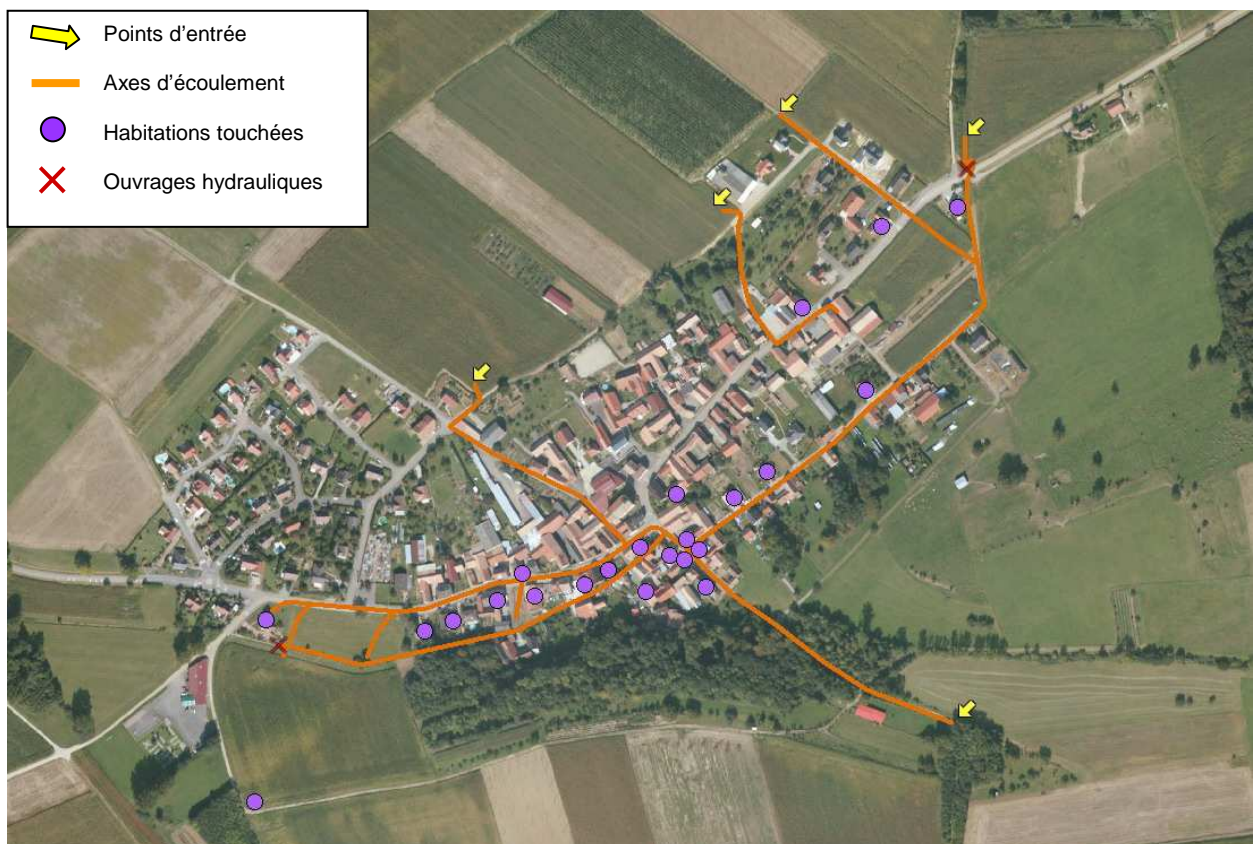 Points d’entrée
Axes d’écoulement
Habitations touchées
Ouvrages hydrauliques